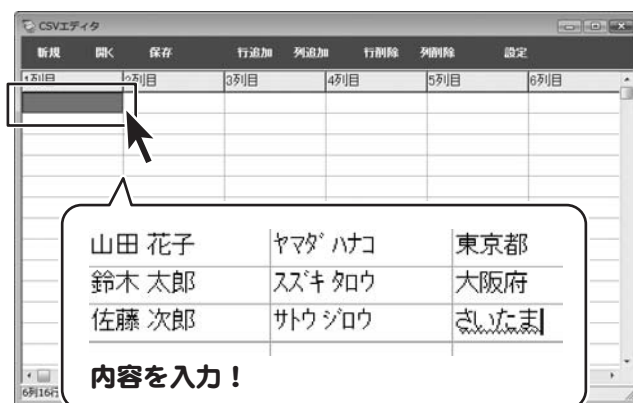 CSVエディタ
新規 開く 保存 行追加 列追加 行削除 列削除 設定
1列目 2列目 3列目 4列目 5列目 6列目
山田 花子 ヤマダ ハナコ 東京都
鈴木 太郎 スズキ タロウ 大阪府
佐藤 次郎 サトウ ジロウ さいたま
内容を入力！
6列16行